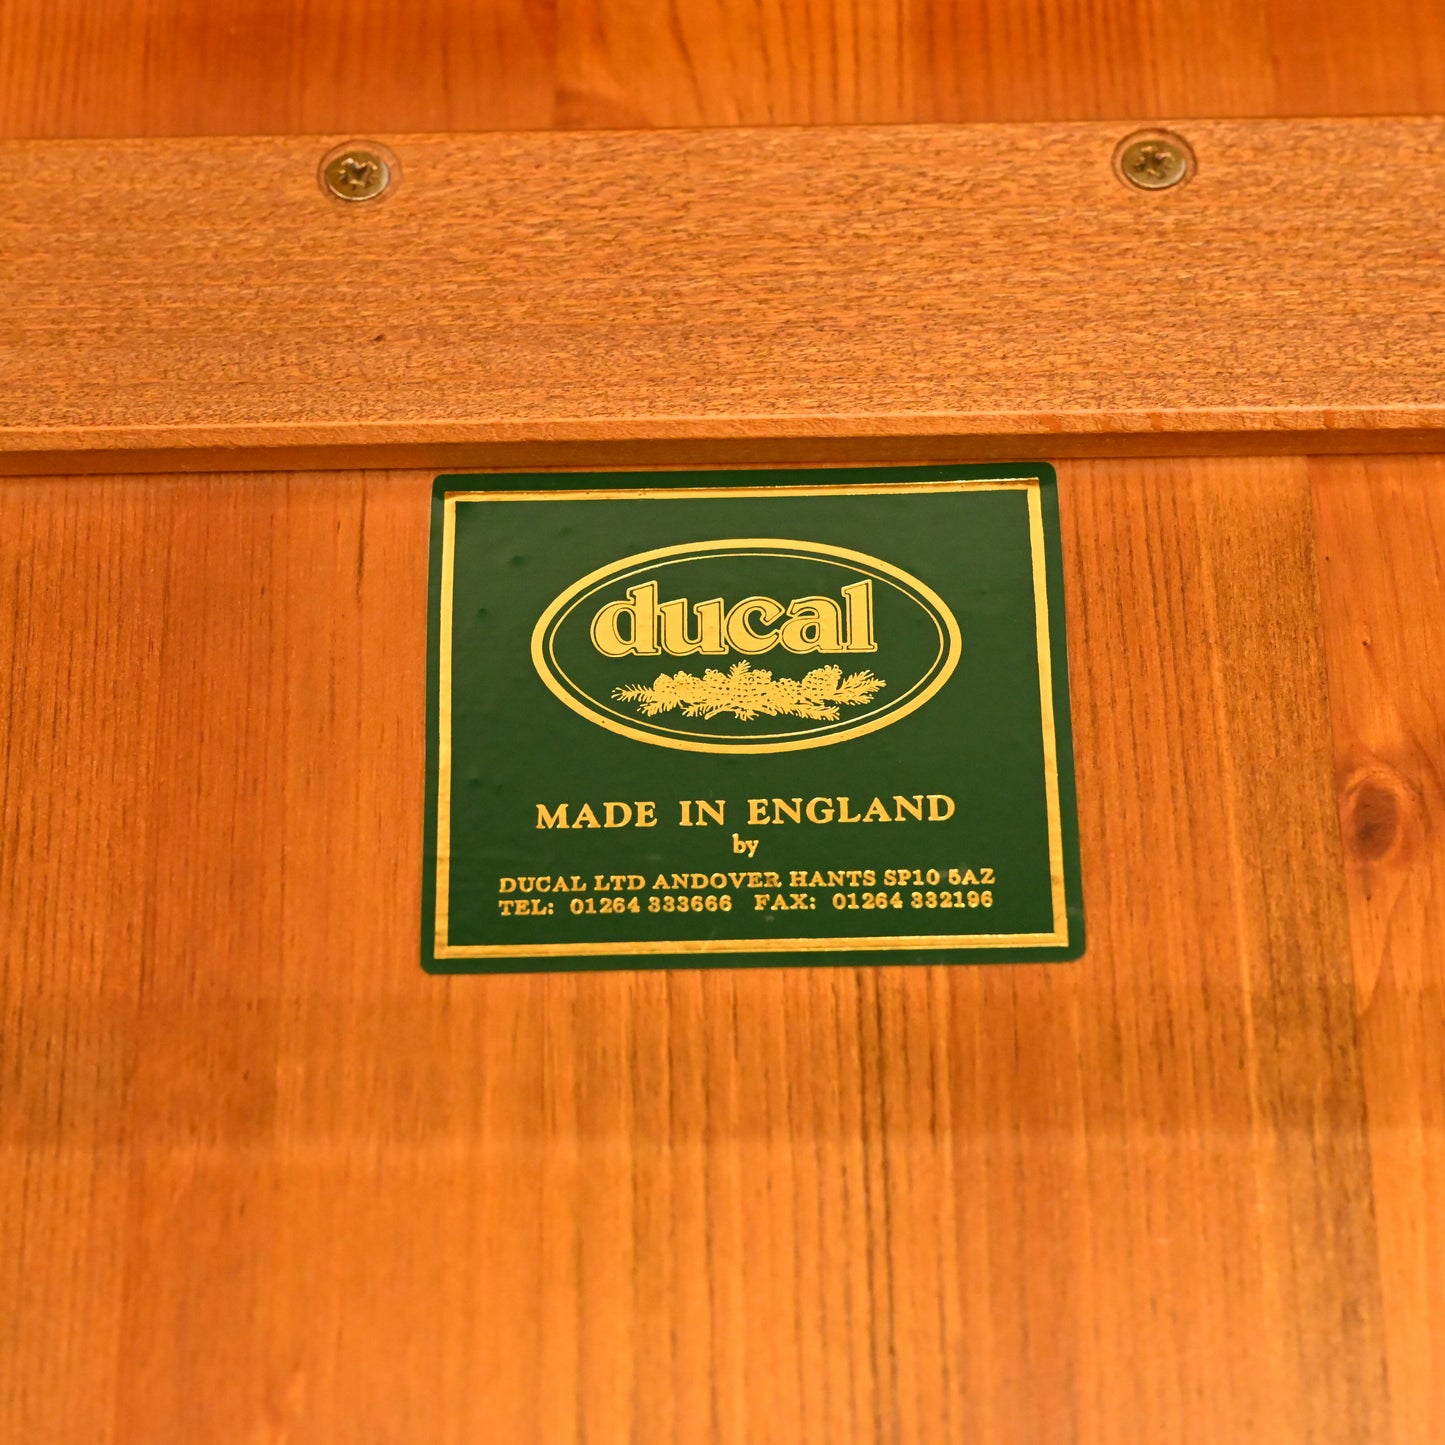 ducal
MADE IN ENGLAND
by
DUCAL LTD ANDOVER HANTS SP10 5AZ
TEL: 01264 333666 FAX: 01264 332196